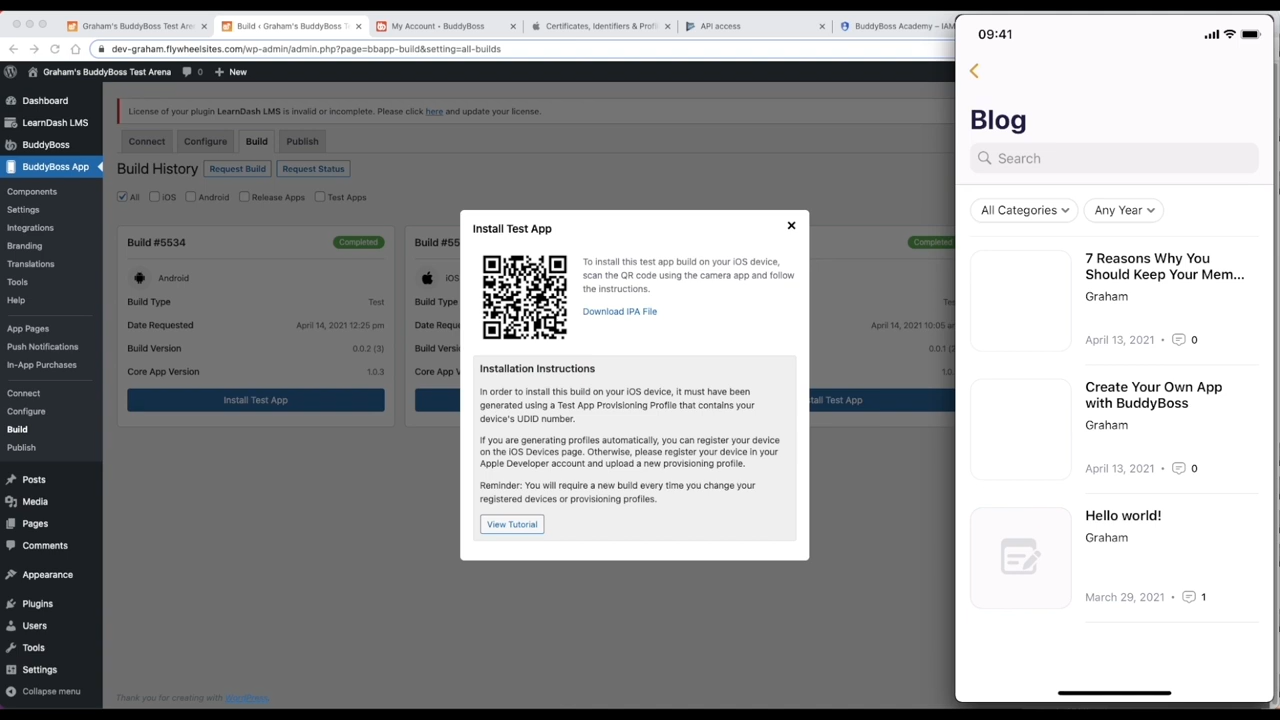 Graham's BuddyBoss Test Area
Build ‹ Graham's BuddyBoss T
My Account - BuddyBoss
Certificates, Identifiers & Profil
API access
BuddyBoss Academy – IAM
dev-graham.flywheelsites.com/wp-admin/admin.php?page=bbapp-build&setting=all-builds
Graham's BuddyBoss Test Arena
0
New
Dashboard
LearnDash LMS
BuddyBoss
BuddyBoss App
Components
Settings
Integrations
Branding
Translations
Tools
Help
App Pages
Push Notifications
In-App Purchases
Connect
Configure
Build
Publish
Posts
Media
Pages
Comments
Appearance
Plugins
Users
Tools
Settings
Collapse menu
License of your plugin LearnDash LMS is invalid or incomplete. Please click here and update your license.
Connect Configure Build Publish
Build History Request Build Request Status
All iOS Android Release Apps Test Apps
Build #5534 Completed
Android
Build Type Test
Date Requested April 14, 2021 12:25 pm
Build Version 0.0.2 (3)
Core App Version 1.0.3
Install Test App
Build #55
iOS
Build Type
Date Reque
Build Versi
Core App V
Completed
Tes
April 14, 2021 10:05 a
0.0.1 (
1.0.
Install Test App
Install Test App
To install this test app build on your iOS device,
scan the QR code using the camera app and follow
the instructions.
Download IPA File
Installation Instructions
In order to install this build on your iOS device, it must have been
generated using a Test App Provisioning Profile that contains your
device's UDID number.
If you are generating profiles automatically, you can register your device
on the iOS Devices page. Otherwise, please register your device in your
Apple Developer account and upload a new provisioning profile.
Reminder: You will require a new build every time you change your
registered devices or provisioning profiles.
View Tutorial
Thank you for creating with WordPress.
09:41
Blog
Search
All Categories Any Year
7 Reasons Why You
Should Keep Your Mem...
Graham
April 13, 2021 • 0
Create Your Own App
with BuddyBoss
Graham
April 13, 2021 • 0
Hello world!
Graham
March 29, 2021 • 1